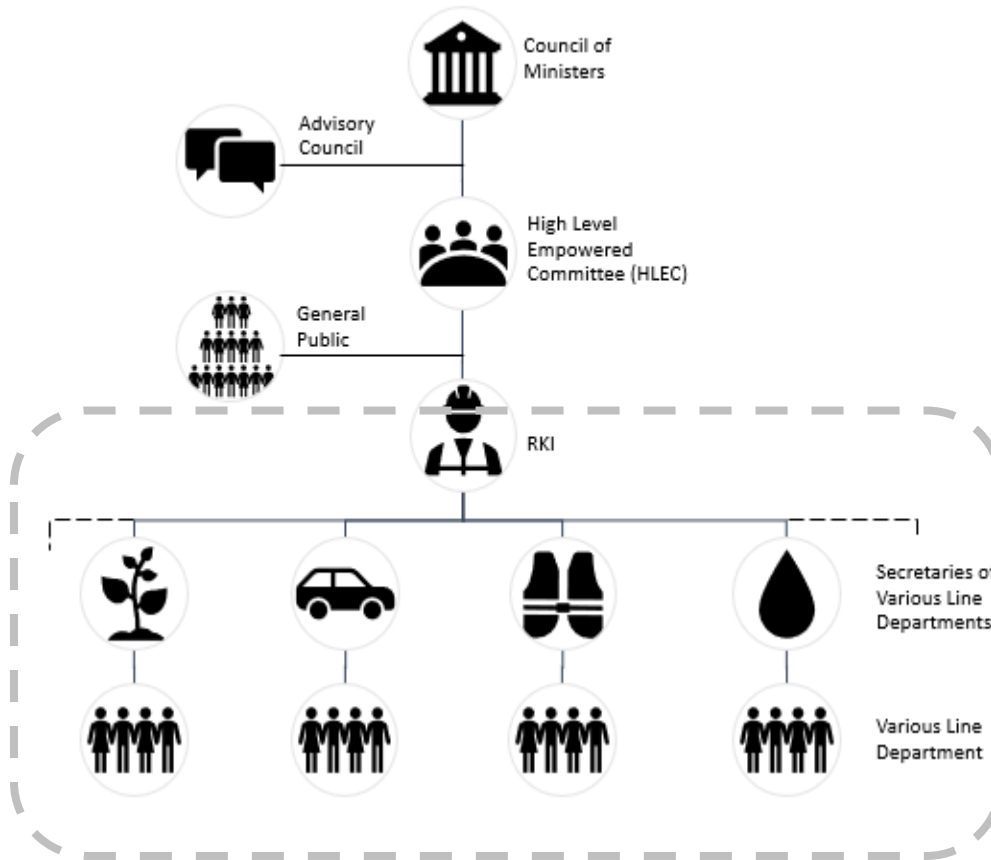 Council of
Ministers
Advisory
Council
High Level
Empowered
Committee (HLEC)
General
Public
RKI
Secretaries of
Various Line
Departments
Various Line
Department